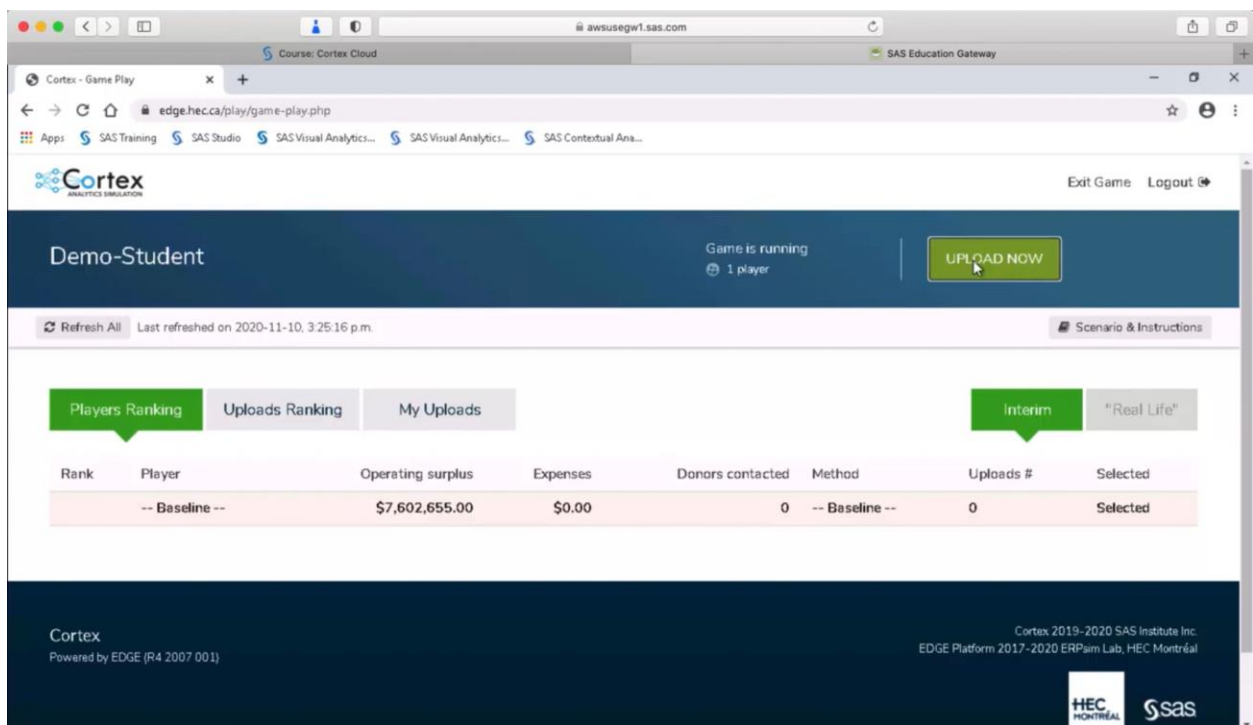 awsusegw1.sas.com
Course: Cortex Cloud
SAS Education Gateway
Cortex - Game Play
edge.hec.ca/play/game-play.php
Apps SAS Training SAS Studio SAS Visual Analytics... SAS Visual Analytics... SAS Contextual Ana...
Cortex
ANALYTICS SIMULATION
Exit Game Logout
Demo-Student
Game is running
1 player
UPLOAD NOW
Refresh All Last refreshed on 2020-11-10, 3:25:16 p.m.
Scenario & Instructions
Players Ranking Uploads Ranking My Uploads Interim "Real Life"
Rank Player Operating surplus Expenses Donors contacted Method Uploads # Selected
-- Baseline -- $7,602,655.00 $0.00 0 -- Baseline -- 0 Selected
Cortex
Powered by EDGE (R4 2007 001)
Cortex 2019-2020 SAS Institute Inc.
EDGE Platform 2017-2020 ERPsim Lab, HEC Montréal
HEC
MONTRÉAL
sas